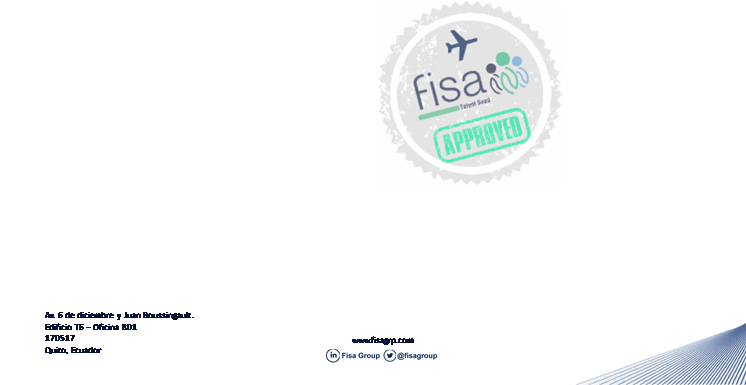 fisa
Talent Seed
APPROVED
Av. 6 de diciembre y Juan Boussingault.
Edificio T6 – Oficina 801
170517
Quito, Ecuador
www.fisagrp.com
in Fisa Group @fisagroup